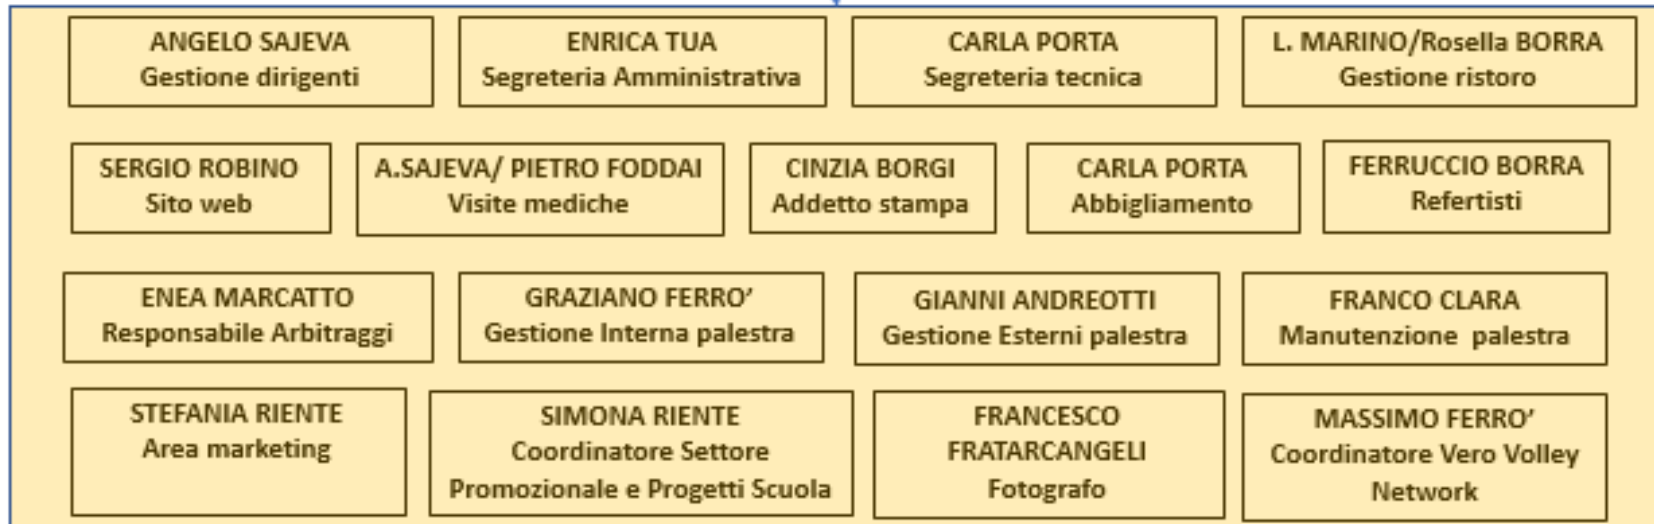 ANGELO SAJEVA
Gestione dirigenti
ENRICA TUA
Segreteria Amministrativa
CARLA PORTA
Segreteria tecnica
L. MARINO/Rosella BORRA
Gestione ristoro
SERGIO ROBINO
Sito web
A.SAJEVA/ PIETRO FODDAI
Visite mediche
CINZIA BORGI
Addetto stampa
CARLA PORTA
Abbigliamento
FERRUCCIO BORRA
Refertisti
ENEA MARCATTO
Responsabile Arbitraggi
GRAZIANO FERRO’
Gestione Interna palestra
GIANNI ANDREOTTI
Gestione Esterni palestra
FRANCO CLARA
Manutenzione  palestra
STEFANIA RIENTE
Area marketing
SIMONA RIENTE
Coordinatore Settore
Promozionale e Progetti Scuola
FRANCESCO
FRATARCANGELI
Fotografo
MASSIMO FERRO’
Coordinatore Vero Volley
Network